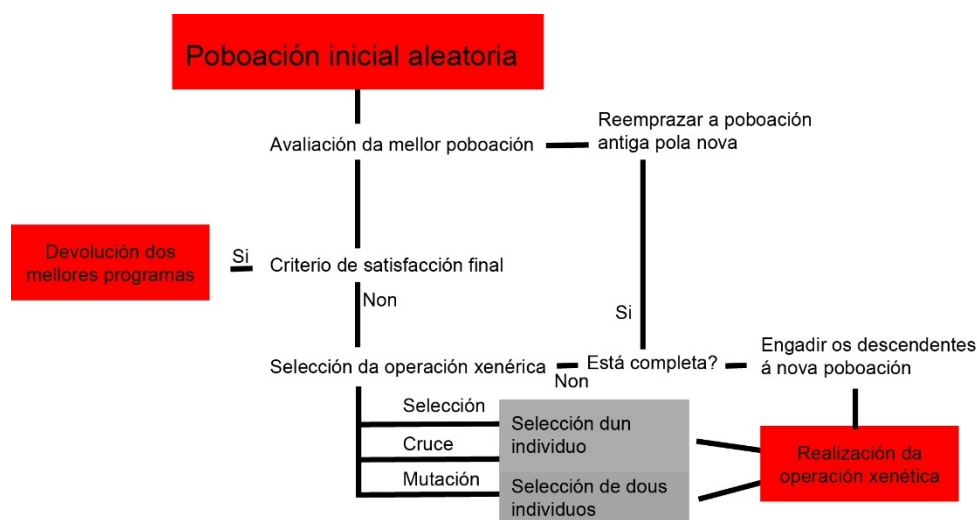 Poboación inicial aleatoria
Avaliación da mellor poboación
Reemprazar a poboación
antiga pola nova
Devolución dos
mellores programas
Si
Criterio de satisfacción final
Non
Si
Selección da operación xenérica
Non
Está completa?
Engadir os descendentes
á nova poboación
Selección
Cruce
Mutación
Selección dun
individuo
Selección de dous
individuos
Realización da
operación xenética